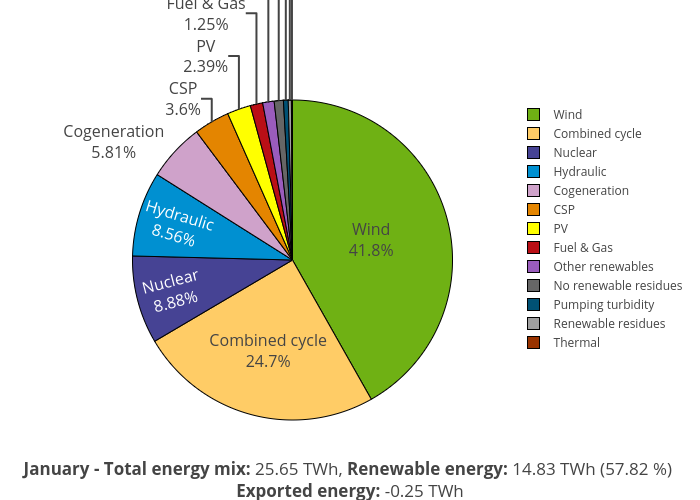 Fuel & Gas
1.25%
PV
2.39%
CSP
3.6%
Cogeneration
5.81%
Hydraulic
8.56%
Nuclear
8.88%
Wind
41.8%
Combined cycle
24.7%
Wind
Combined cycle
Nuclear
Hydraulic
Cogeneration
CSP
PV
Fuel & Gas
Other renewables
No renewable residues
Pumping turbidity
Renewable residues
Thermal
January - Total energy mix: 25.65 TWh, Renewable energy: 14.83 TWh (57.82 %)
Exported energy: -0.25 TWh